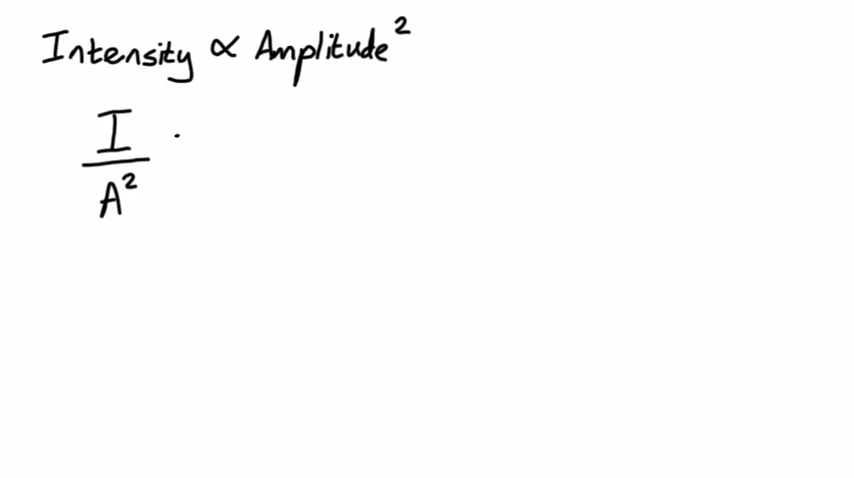 Intensity ∝ Amplitude²
I
A²